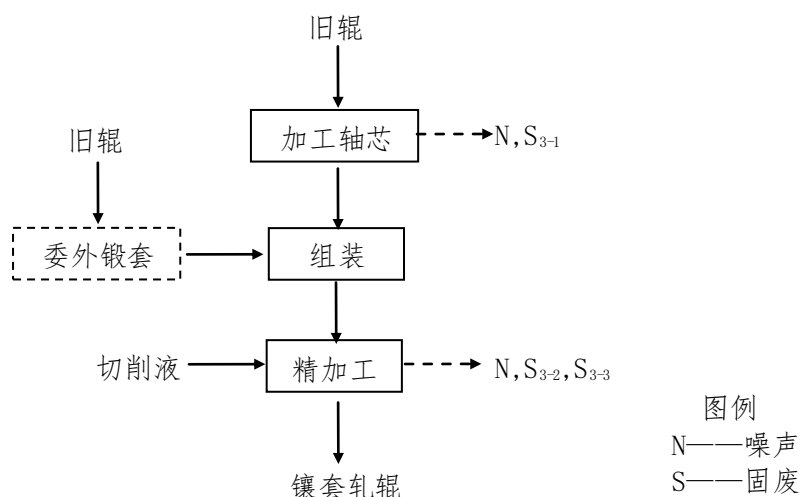 旧辊
加工轴芯
N,S3-1
旧辊
委外锻套
组装
切削液
精加工
N,S3-2,S3-3
镶套轧辊
图例
N——噪声
S——固废